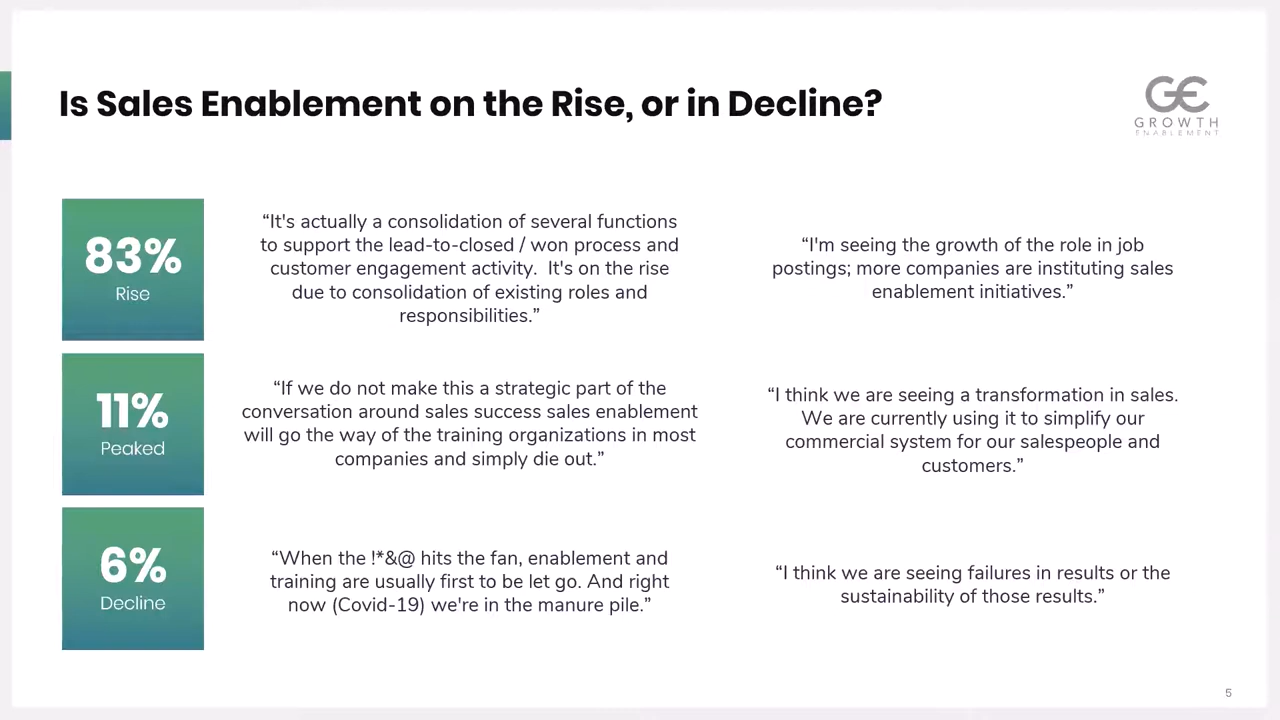 Is Sales Enablement on the Rise, or in Decline?
GE
GROWTH
ENABLEMENT
83%
Rise
“It's actually a consolidation of several functions
to support the lead-to-closed / won process and
customer engagement activity.  It's on the rise
due to consolidation of existing roles and
responsibilities.”
“I'm seeing the growth of the role in job
postings; more companies are instituting sales
enablement initiatives.”
11%
Peaked
“If we do not make this a strategic part of the
conversation around sales success sales enablement
will go the way of the training organizations in most
companies and simply die out.”
“I think we are seeing a transformation in sales.
We are currently using it to simplify our
commercial system for our salespeople and
customers.”
6%
Decline
“When the !*&@ hits the fan, enablement and
training are usually first to be let go. And right
now (Covid-19) we're in the manure pile.”
“I think we are seeing failures in results or the
sustainability of those results.”
5